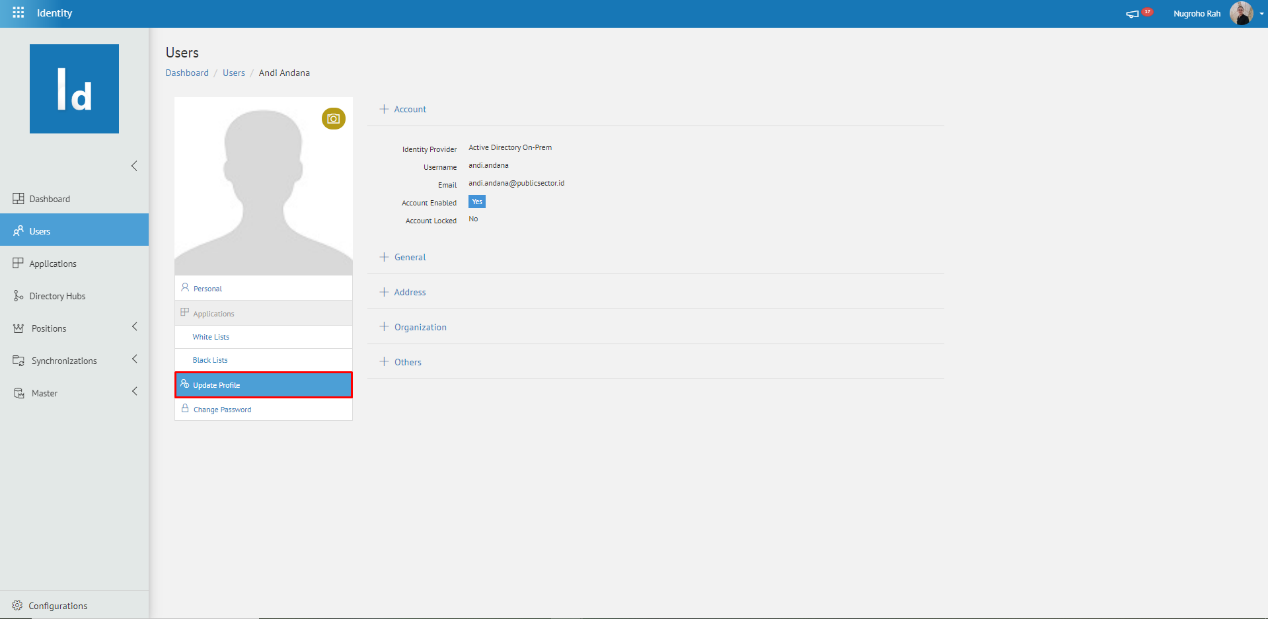 Identity
17
Nugroho Rah
Id
Users
Dashboard / Users / Andi Andana
Dashboard
Users
Applications
Directory Hubs
Positions
Synchronizations
Master
Configurations
Personal
Applications
White Lists
Black Lists
Update Profile
Change Password
Account
Identity Provider Active Directory On-Prem
Username andi.andana
Email andi.andana@publicsector.id
Account Enabled Yes
Account Locked No
General
Address
Organization
Others